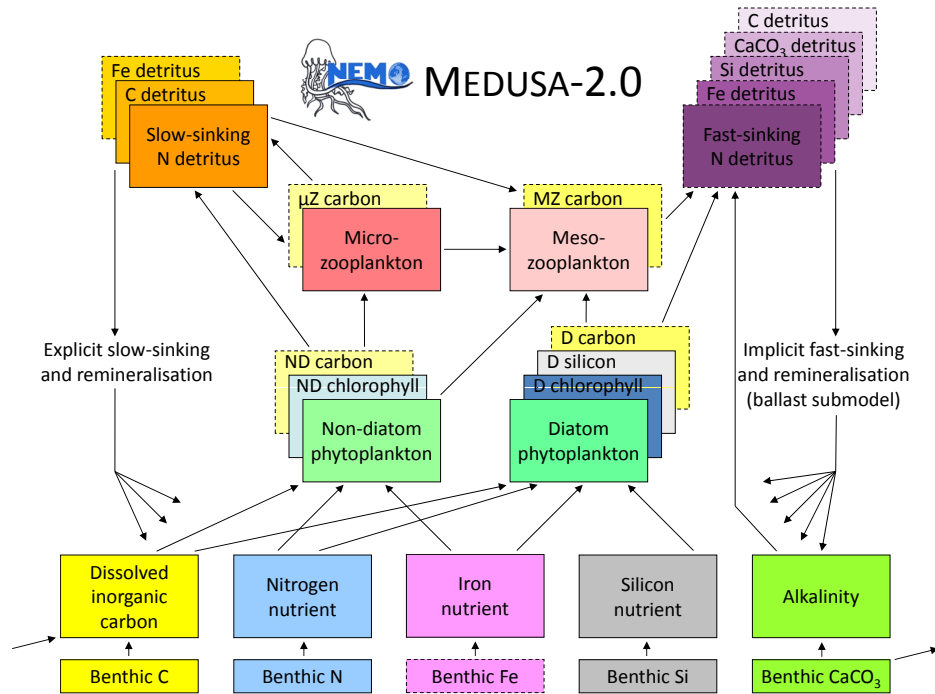 NEMO
MEDUSA-2.0
Fe detritus
C detritus
Slow-sinking
N detritus
C detritus
CaCO₃ detritus
Si detritus
Fe detritus
Fast-sinking
N detritus
µZ carbon
Micro-
zooplankton
MZ carbon
Meso-
zooplankton
Explicit slow-sinking
and remineralisation
ND carbon
ND chlorophyll
Non-diatom
phytoplankton
D carbon
D silicon
D chlorophyll
Diatom
phytoplankton
Implicit fast-sinking
and remineralisation
(ballast submodel)
Dissolved
inorganic
carbon
Nitrogen
nutrient
Iron
nutrient
Silicon
nutrient
Alkalinity
Benthic C
Benthic N
Benthic Fe
Benthic Si
Benthic CaCO₃